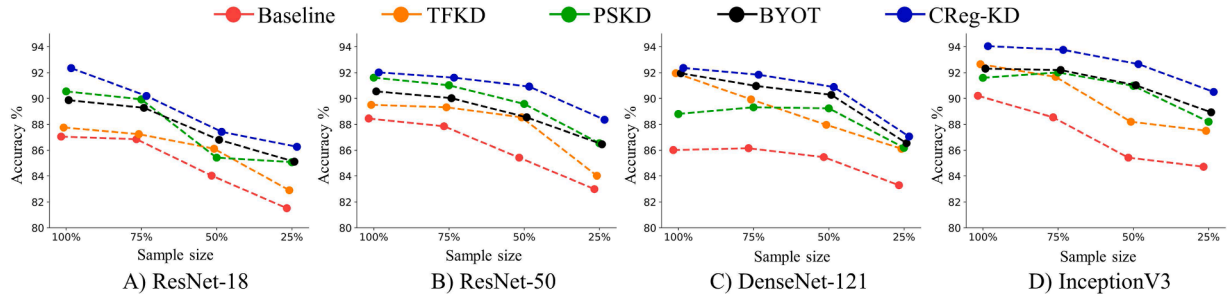 Baseline TFKD PSKD BYOT CReg-KD
94
92
90
88
86
84
82
80
Accuracy %
100% 75% 50% 25%
Sample size
A) ResNet-18
94
92
90
88
86
84
82
80
Accuracy %
100% 75% 50% 25%
Sample size
B) ResNet-50
94
92
90
88
86
84
82
80
Accuracy %
100% 75% 50% 25%
Sample size
C) DenseNet-121
94
92
90
88
86
84
82
80
Accuracy %
100% 75% 50% 25%
Sample size
D) InceptionV3